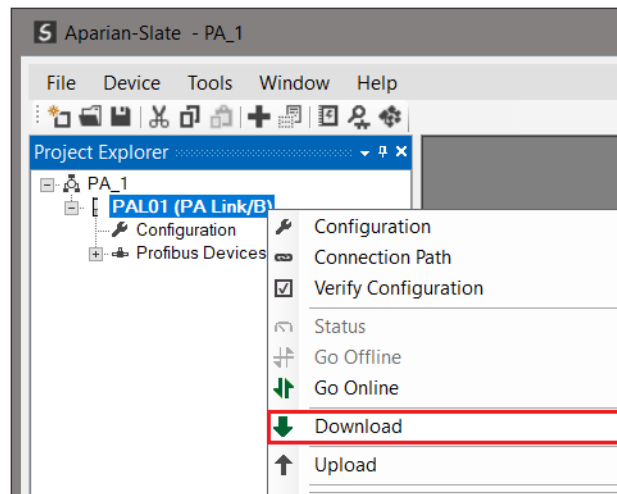 S Aparian-Slate - PA_1
File Device Tools Window Help
Project Explorer
PA_1
PAL01 (PA Link/B)
Configuration
Profibus Devices
Configuration
Connection Path
Verify Configuration
Status
Go Offline
Go Online
Download
Upload